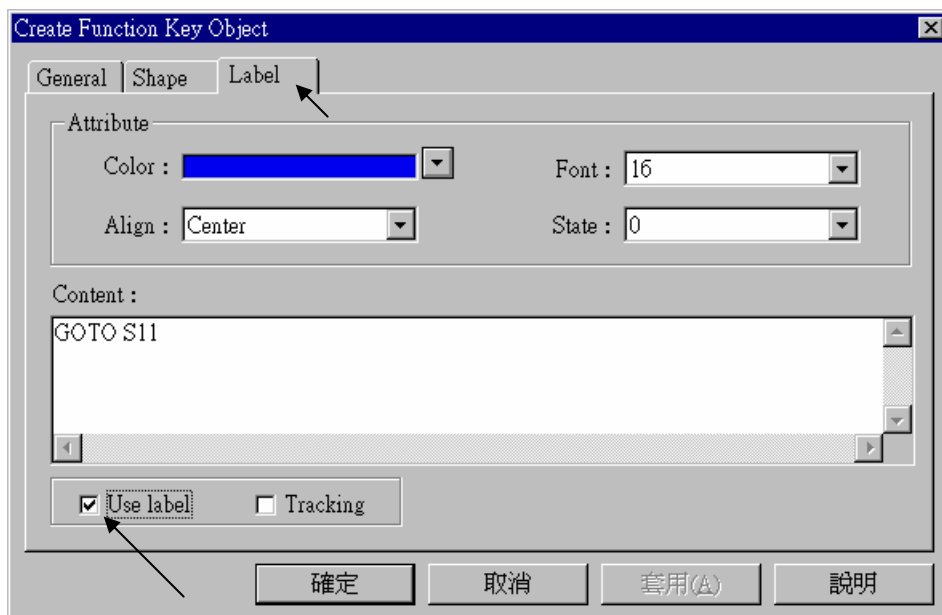 Create Function Key Object
General Shape Label
Attribute
Color : Font : 16
Align : Center State : 0
Content :
GOTO S11
Use label Tracking
確定 取消 套用(A) 說明